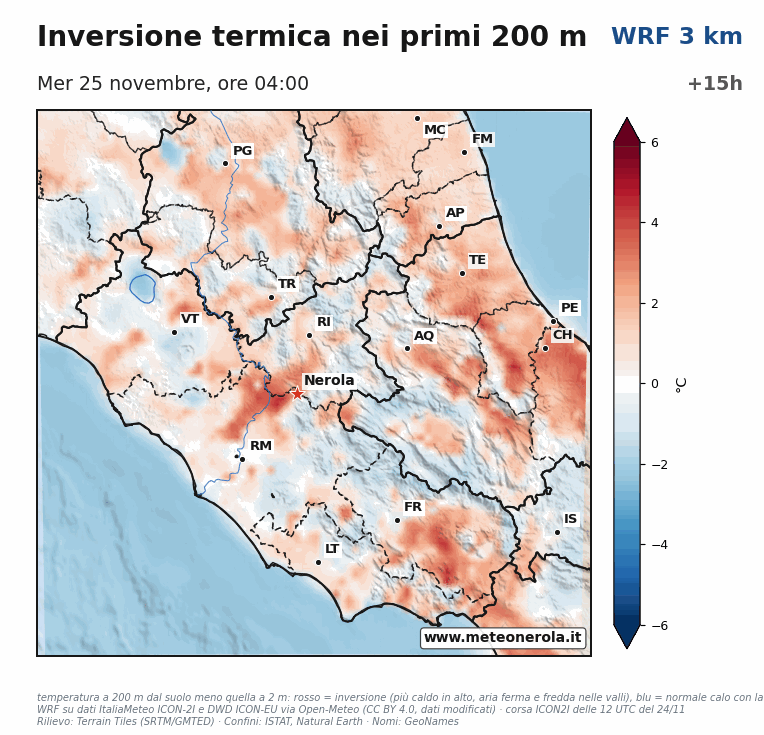 Inversione termica nei primi 200 m WRF 3 km
Mer 25 novembre, ore 04:00 +15h
MC
FM
PG
AP
TE
TR
PE
VT
RI
AQ
CH
Nerola
RM
FR
IS
LT
www.meteonerola.it
6
4
2
0
−2
−4
−6
°C
temperatura a 200 m dal suolo meno quella a 2 m: rosso = inversione (più caldo in alto, aria ferma e fredda nelle valli), blu = normale calo con la
WRF su dati ItaliaMeteo ICON-2I e DWD ICON-EU via Open-Meteo (CC BY 4.0, dati modificati) · corsa ICON2I delle 12 UTC del 24/11
Rilievo: Terrain Tiles (SRTM/GMTED) · Confini: ISTAT, Natural Earth · Nomi: GeoNames